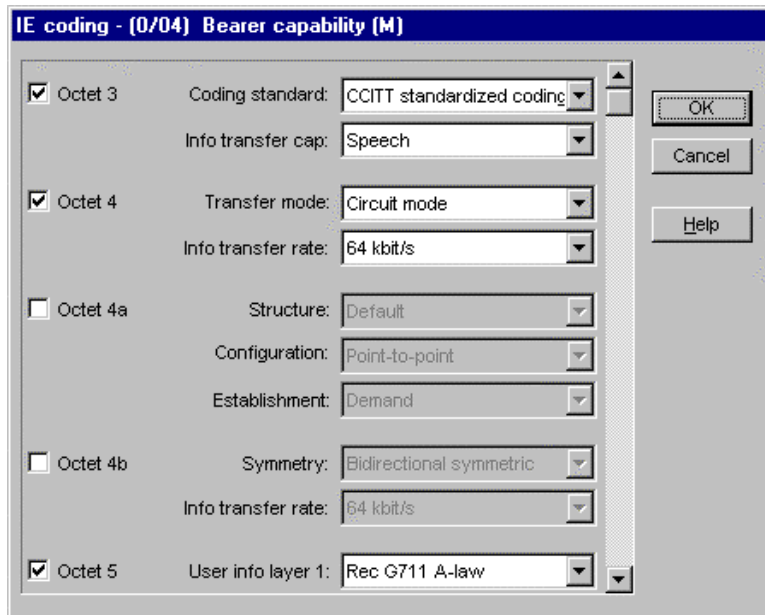 IE coding - (0/04) Bearer capability (M)
Octet 3 Coding standard: CCITT standardized coding
OK
Info transfer cap: Speech
Cancel
Octet 4 Transfer mode: Circuit mode
Help
Info transfer rate: 64 kbit/s
Octet 4a Structure: Default
Configuration: Point-to-point
Establishment: Demand
Octet 4b Symmetry: Bidirectional symmetric
Info transfer rate: 64 kbit/s
Octet 5 User info layer 1: Rec G711 A-law